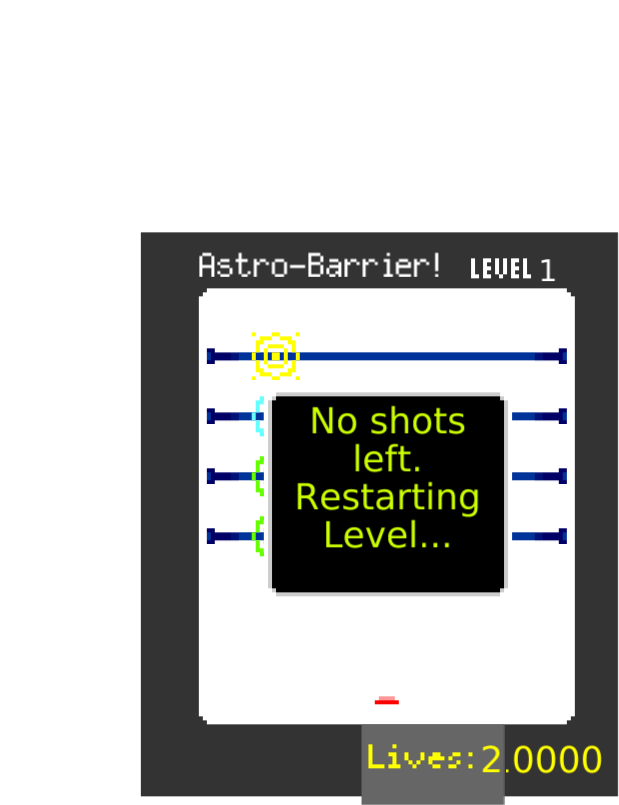 Astro-Barrier! LEVEL 1
No shots
left.
Restarting
Level...
Lives:2.0000